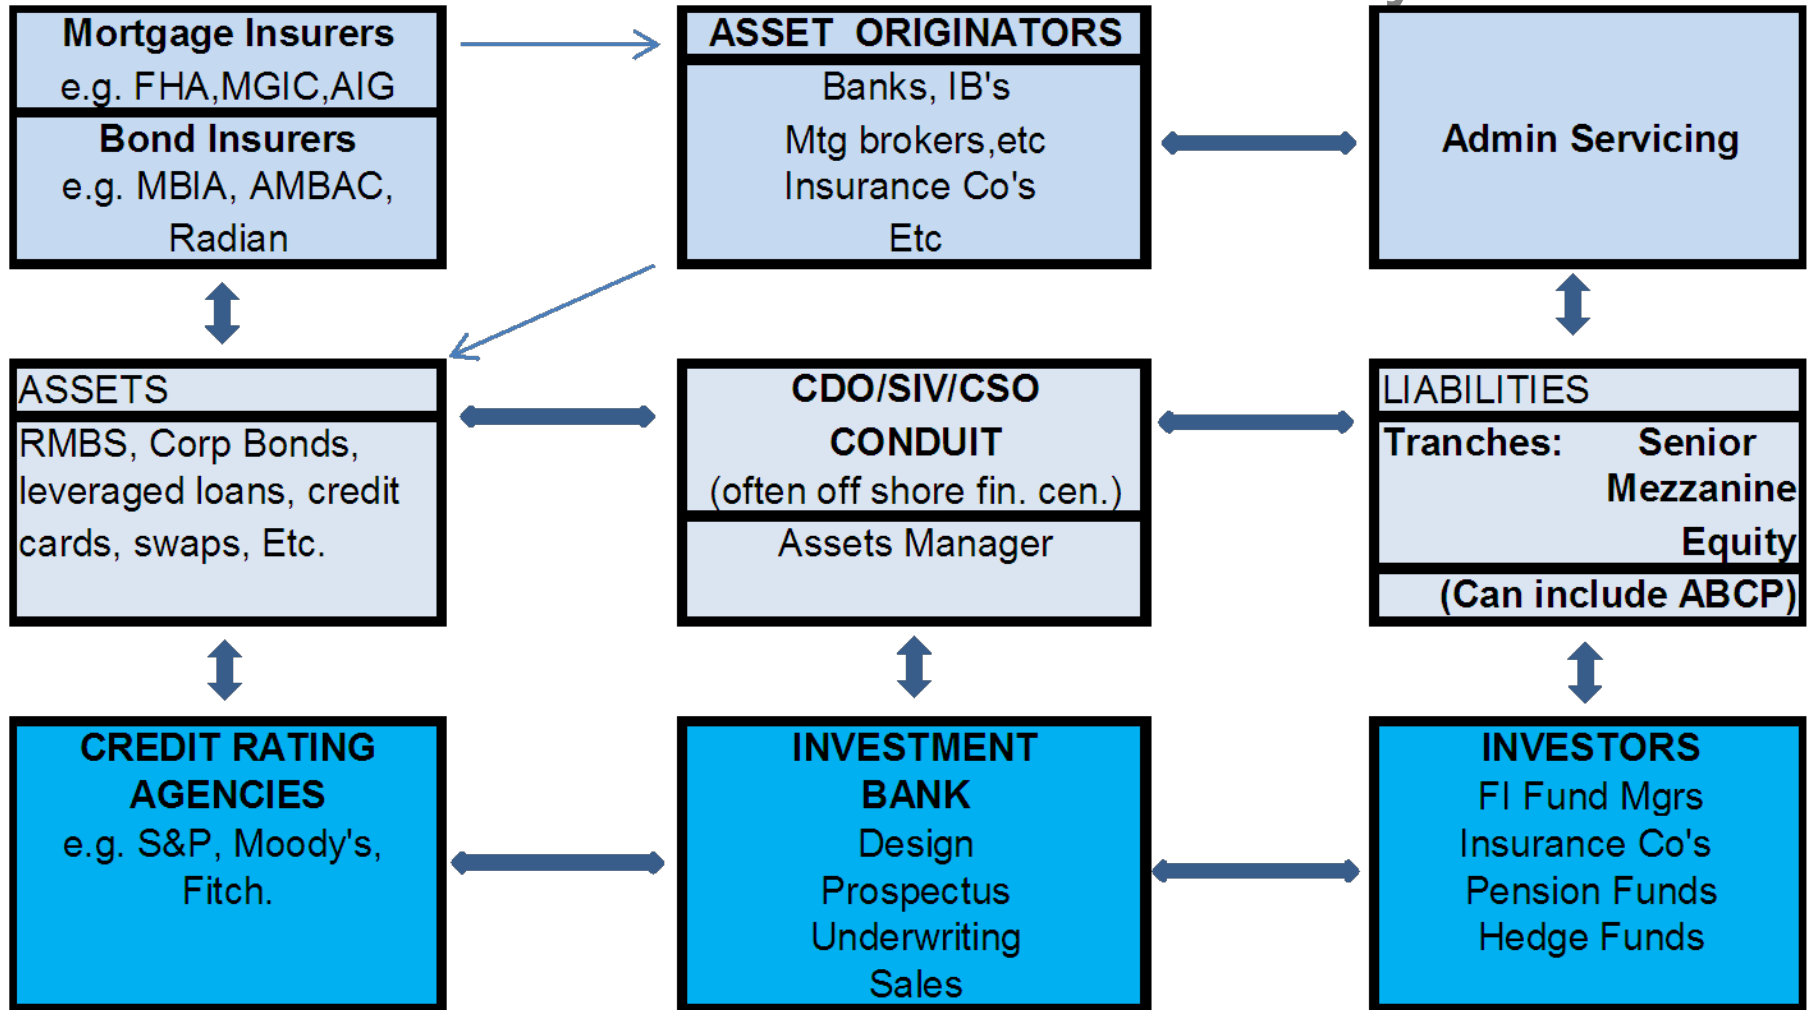 Mortgage Insurers
e.g. FHA,MGIC,AIG
Bond Insurers
e.g. MBIA, AMBAC,
Radian
ASSET ORIGINATORS
Banks, IB's
Mtg brokers,etc
Insurance Co's
Etc
Admin Servicing
ASSETS
RMBS, Corp Bonds,
leveraged loans, credit
cards, swaps, Etc.
CDO/SIV/CSO
CONDUIT
(often off shore fin. cen.)
Assets Manager
LIABILITIES
Tranches: Senior
Mezzanine
Equity
(Can include ABCP)
CREDIT RATING
AGENCIES
e.g. S&P, Moody's,
Fitch.
INVESTMENT
BANK
Design
Prospectus
Underwriting
Sales
INVESTORS
FI Fund Mgrs
Insurance Co's
Pension Funds
Hedge Funds